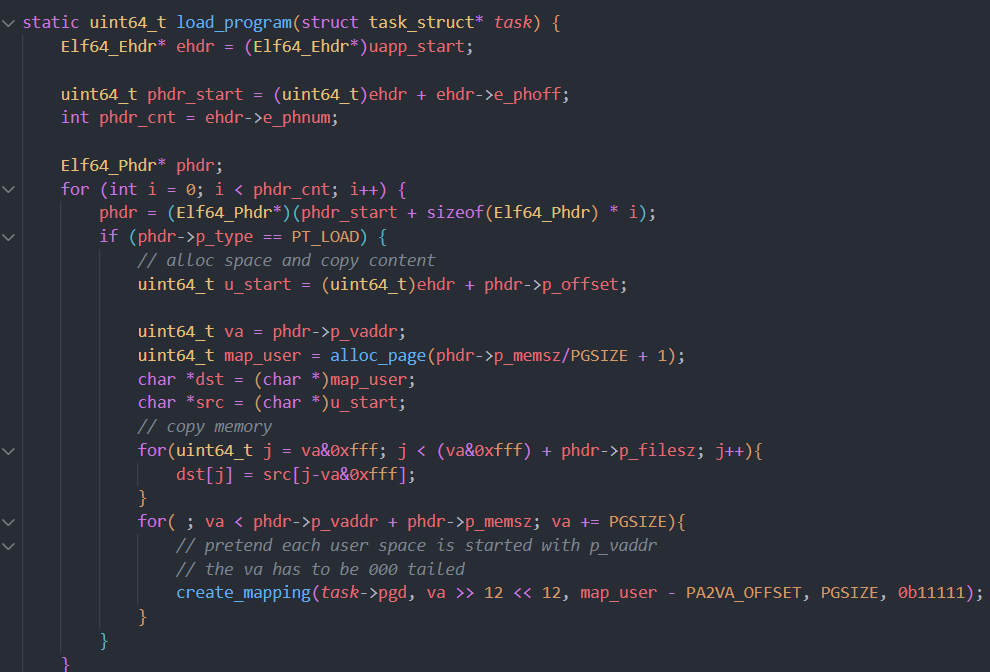 static uint64_t load_program(struct task_struct* task) {
    Elf64_Ehdr* ehdr = (Elf64_Ehdr*)uapp_start;
    uint64_t phdr_start = (uint64_t)ehdr + ehdr->e_phoff;
    int phdr_cnt = ehdr->e_phnum;
    Elf64_Phdr* phdr;
    for (int i = 0; i < phdr_cnt; i++) {
        phdr = (Elf64_Phdr*)(phdr_start + sizeof(Elf64_Phdr) * i);
        if (phdr->p_type == PT_LOAD) {
            // alloc space and copy content
            uint64_t u_start = (uint64_t)ehdr + phdr->p_offset;
            uint64_t va = phdr->p_vaddr;
            uint64_t map_user = alloc_page(phdr->p_memsz/PGSIZE + 1);
            char *dst = (char *)map_user;
            char *src = (char *)u_start;
            // copy memory
            for(uint64_t j = va&0xfff; j < (va&0xfff) + phdr->p_filesz; j++){
                dst[j] = src[j-va&0xfff];
            }
            for( ; va < phdr->p_vaddr + phdr->p_memsz; va += PGSIZE){
                // pretend each user space is started with p_vaddr
                // the va has to be 000 tailed
                create_mapping(task->pgd, va >> 12 << 12, map_user - PA2VA_OFFSET, PGSIZE, 0b11111);
            }
        }
    }